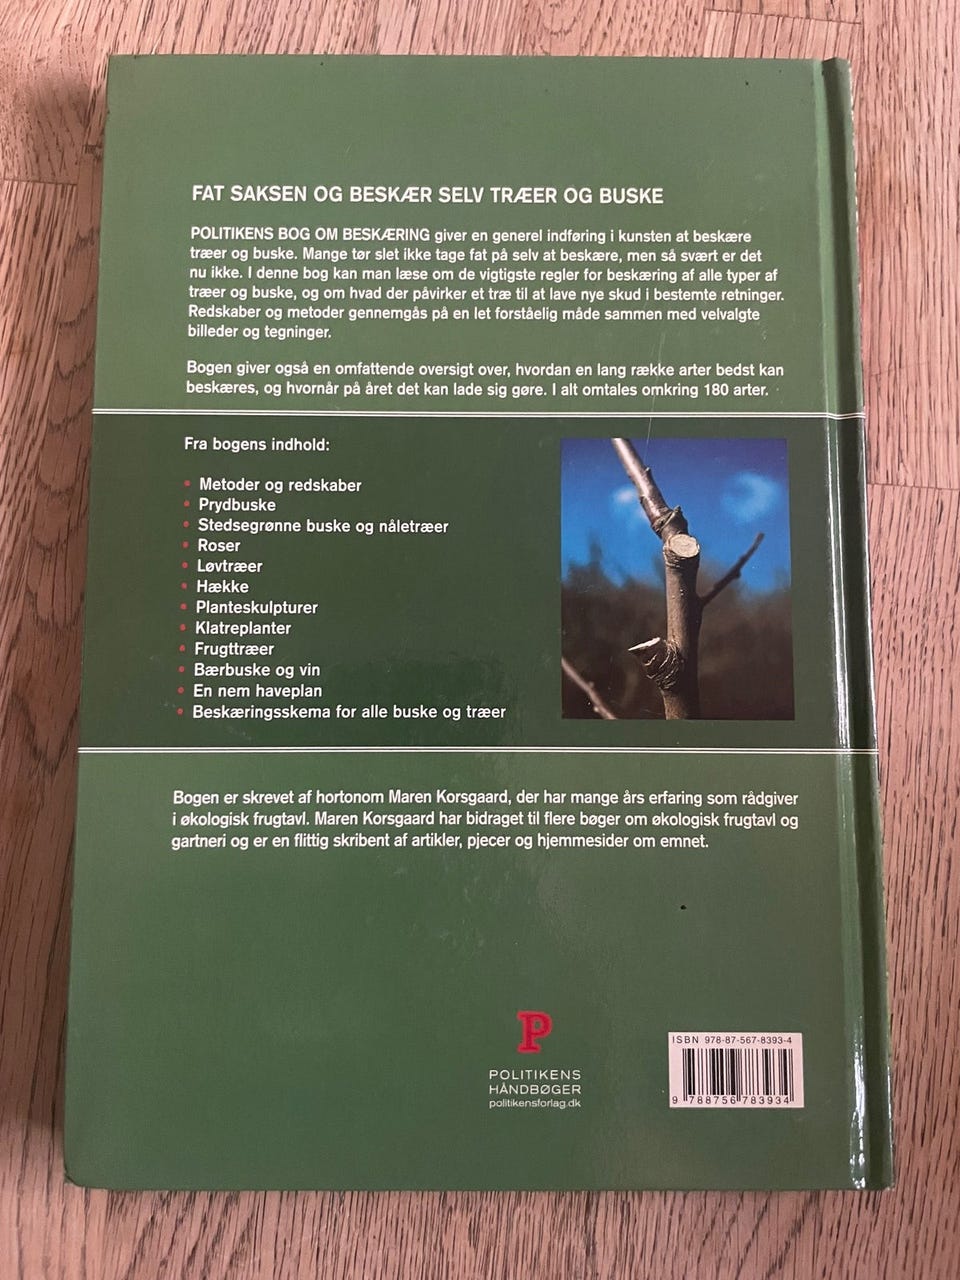 FAT SAKSEN OG BESKÆR SELV TRÆER OG BUSKE
POLITIKENS BOG OM BESKÆRING giver en generel indføring i kunsten at beskære
træer og buske. Mange tør slet ikke tage fat på selv at beskære, men så svært er det
nu ikke. I denne bog kan man læse om de vigtigste regler for beskæring af alle typer af
træer og buske, og om hvad der påvirker et træ til at lave nye skud i bestemte retninger.
Redskaber og metoder gennemgås på en let forståelig måde sammen med velvalgte
billeder og tegninger.
Bogen giver også en omfattende oversigt over, hvordan en lang række arter bedst kan
beskæres, og hvornår på året det kan lade sig gøre. I alt omtales omkring 180 arter.
Fra bogens indhold:
• Metoder og redskaber
• Prydbuske
• Stedsegrønne buske og nåletræer
• Roser
• Løvtræer
• Hække
• Planteskulpturer
• Klatreplanter
• Frugttræer
• Bærbuske og vin
• En nem haveplan
• Beskæringsskema for alle buske og træer
Bogen er skrevet af hortonom Maren Korsgaard, der har mange års erfaring som rådgiver
i økologisk frugtavl. Maren Korsgaard har bidraget til flere bøger om økologisk frugtavl og
gartneri og er en flittig skribent af artikler, pjecer og hjemmesider om emnet.
P
POLITIKENS
HÅNDBØGER
politikensforlag.dk
ISBN 978-87-567-8393-4
9 788756 783934